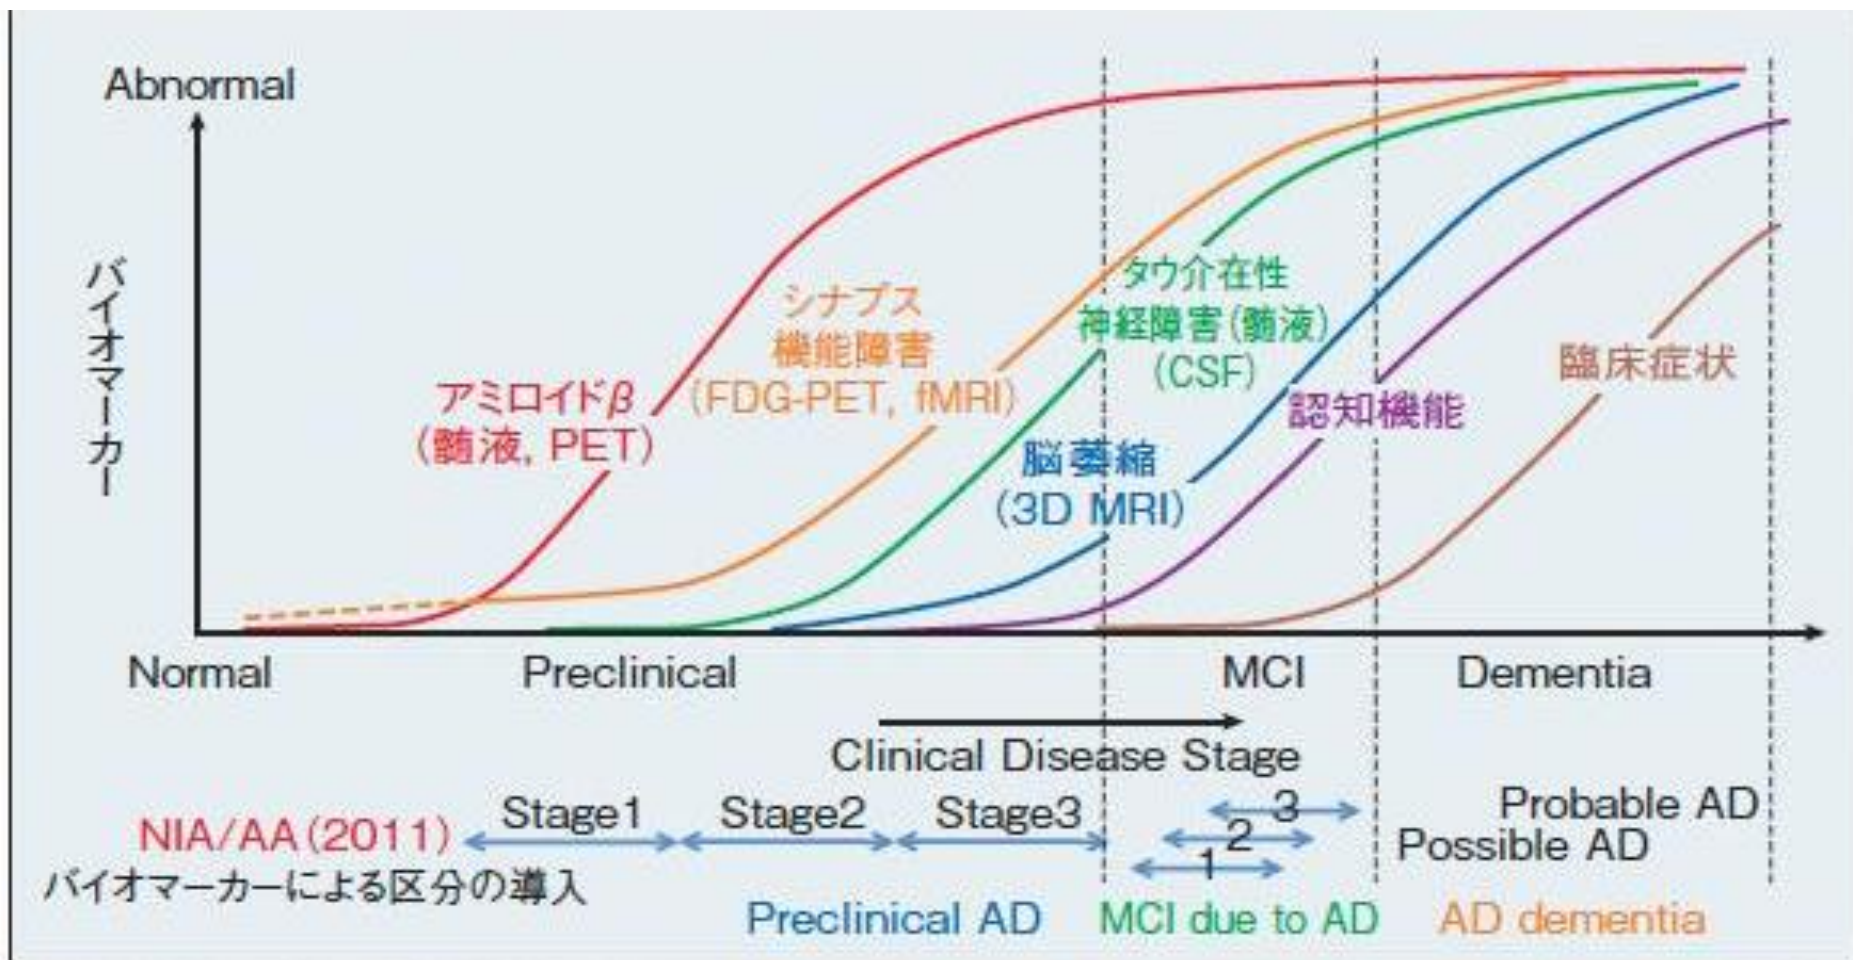 Abnormal
バイオマーカー
アミロイドβ
(髄液, PET)
シナプス
機能障害
(FDG-PET, fMRI)
タウ介在性
神経障害(髄液)
(CSF)
脳萎縮
(3D MRI)
認知機能
臨床症状
Normal
Preclinical
MCI
Dementia
Clinical Disease Stage
NIA/AA(2011)
バイオマーカーによる区分の導入
Stage1
Stage2
Stage3
3
2
1
Probable AD
Possible AD
Preclinical AD
MCI due to AD
AD dementia